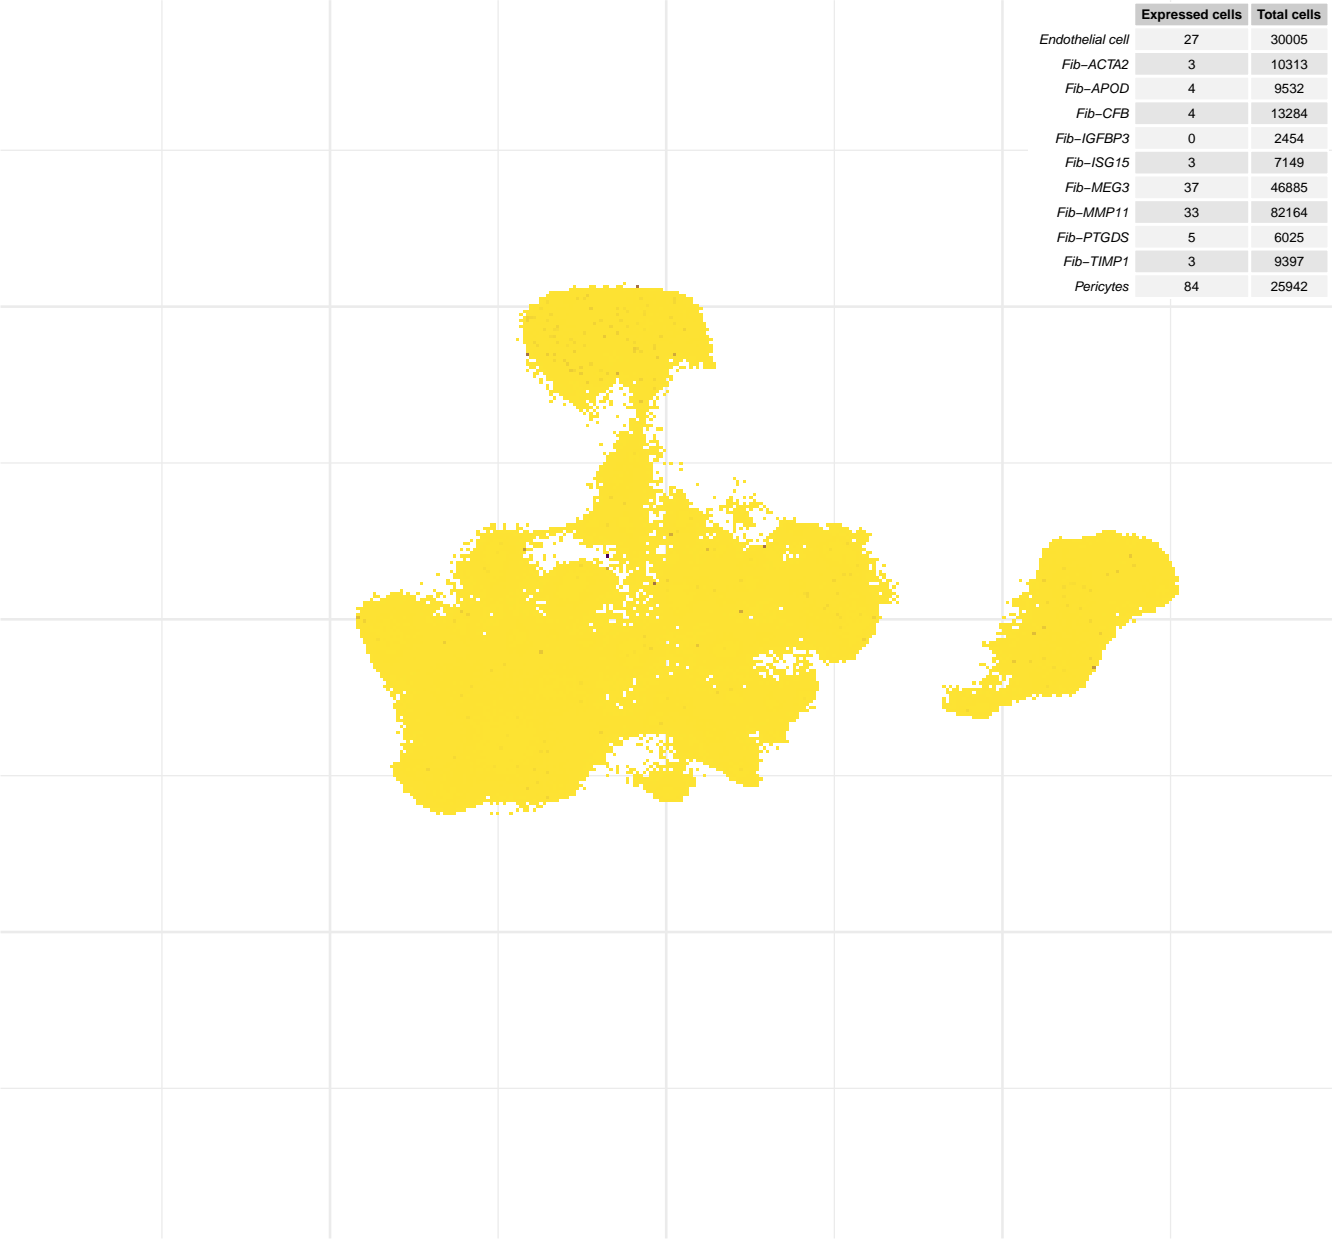 Expressed cells Total cells
Endothelial cell 27 30005
Fib−ACTA2 3 10313
Fib−APOD 4 9532
Fib−CFB 4 13284
Fib−IGFBP3 0 2454
Fib−ISG15 3 7149
Fib−MEG3 37 46885
Fib−MMP11 33 82164
Fib−PTGDS 5 6025
Fib−TIMP1 3 9397
Pericytes 84 25942